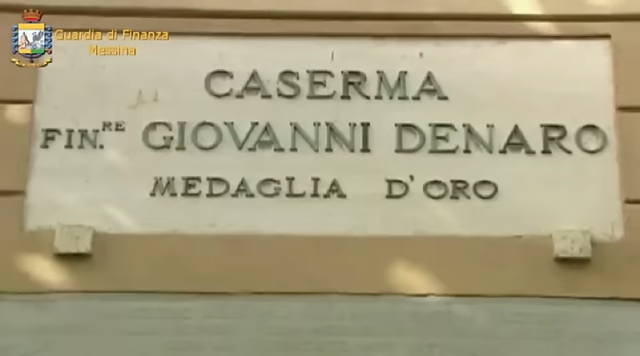 Guardia di Finanza
Messina
CASERMA
FIN.RE GIOVANNI DENARO
MEDAGLIA D'ORO